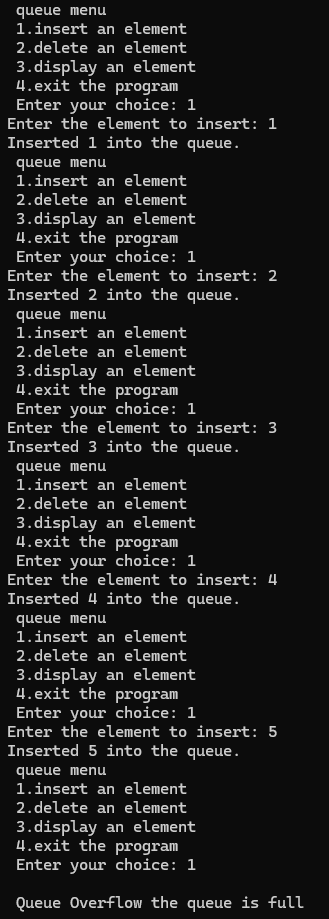 queue menu
1.insert an element
2.delete an element
3.display an element
4.exit the program
Enter your choice: 1
Enter the element to insert: 1
Inserted 1 into the queue.
queue menu
1.insert an element
2.delete an element
3.display an element
4.exit the program
Enter your choice: 1
Enter the element to insert: 2
Inserted 2 into the queue.
queue menu
1.insert an element
2.delete an element
3.display an element
4.exit the program
Enter your choice: 1
Enter the element to insert: 3
Inserted 3 into the queue.
queue menu
1.insert an element
2.delete an element
3.display an element
4.exit the program
Enter your choice: 1
Enter the element to insert: 4
Inserted 4 into the queue.
queue menu
1.insert an element
2.delete an element
3.display an element
4.exit the program
Enter your choice: 1
Enter the element to insert: 5
Inserted 5 into the queue.
queue menu
1.insert an element
2.delete an element
3.display an element
4.exit the program
Enter your choice: 1
Queue Overflow the queue is full